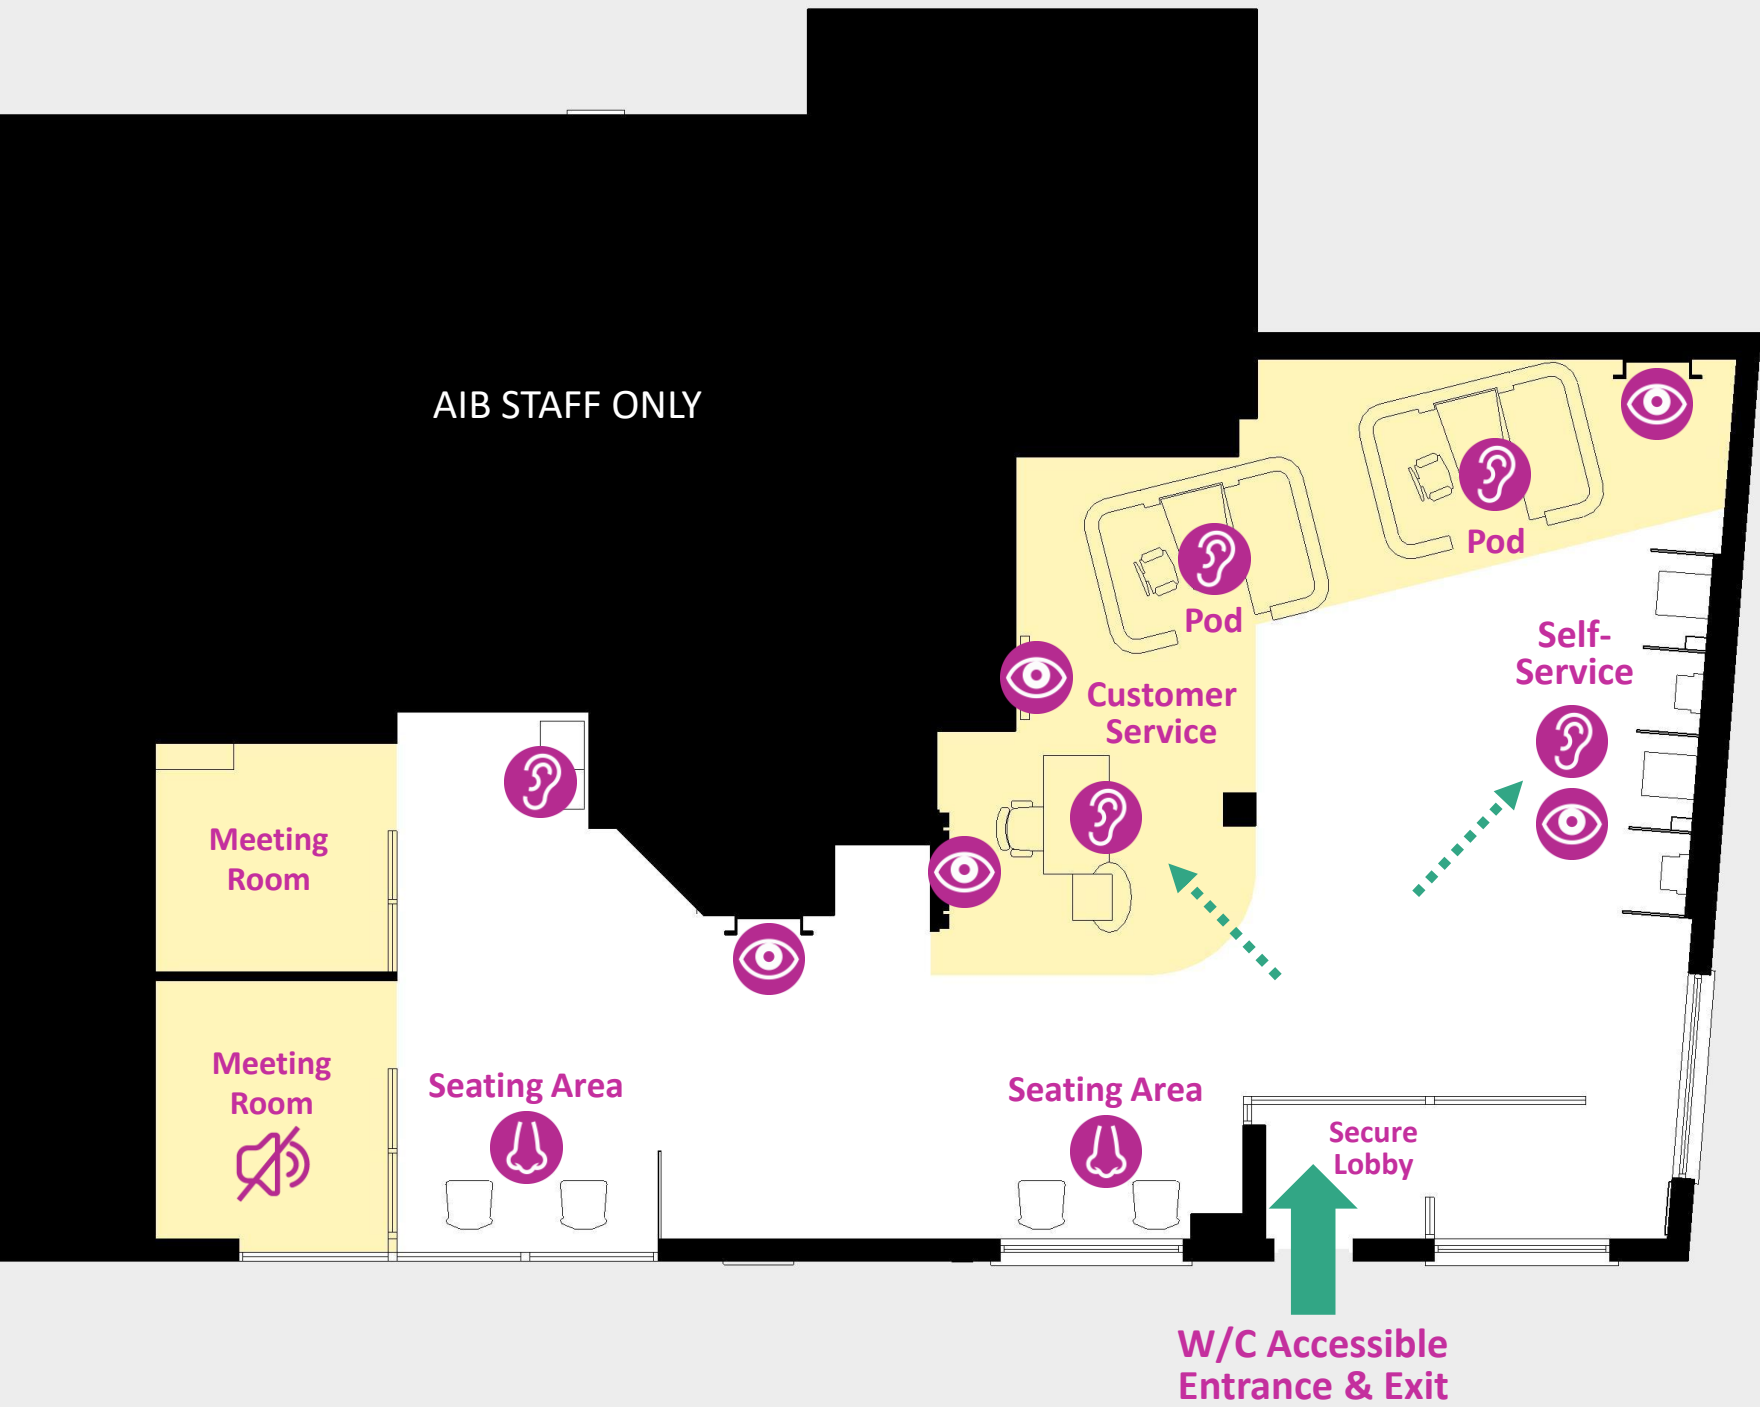 AIB STAFF ONLY
Pod
Pod
Self-
Service
Customer
Service
Meeting
Room
Meeting
Room
Seating Area
Seating Area
Secure
Lobby
W/C Accessible
Entrance & Exit